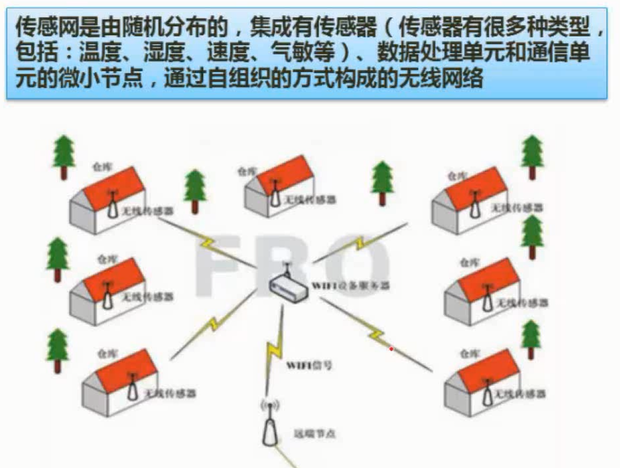 传感网是由随机分布的，集成有传感器（传感器有很多种类型，
包括：温度、湿度、速度、气敏等）、数据处理单元和通信单
元的微小节点，通过自组织的方式构成的无线网络
仓库
无线传感器
仓库
无线传感器
仓库
无线传感器
仓库
无线传感器
FRO
WIFI设备服务器
仓库
无线传感器
仓库
无线传感器
WIFI信号
仓库
无线传感器
远端节点